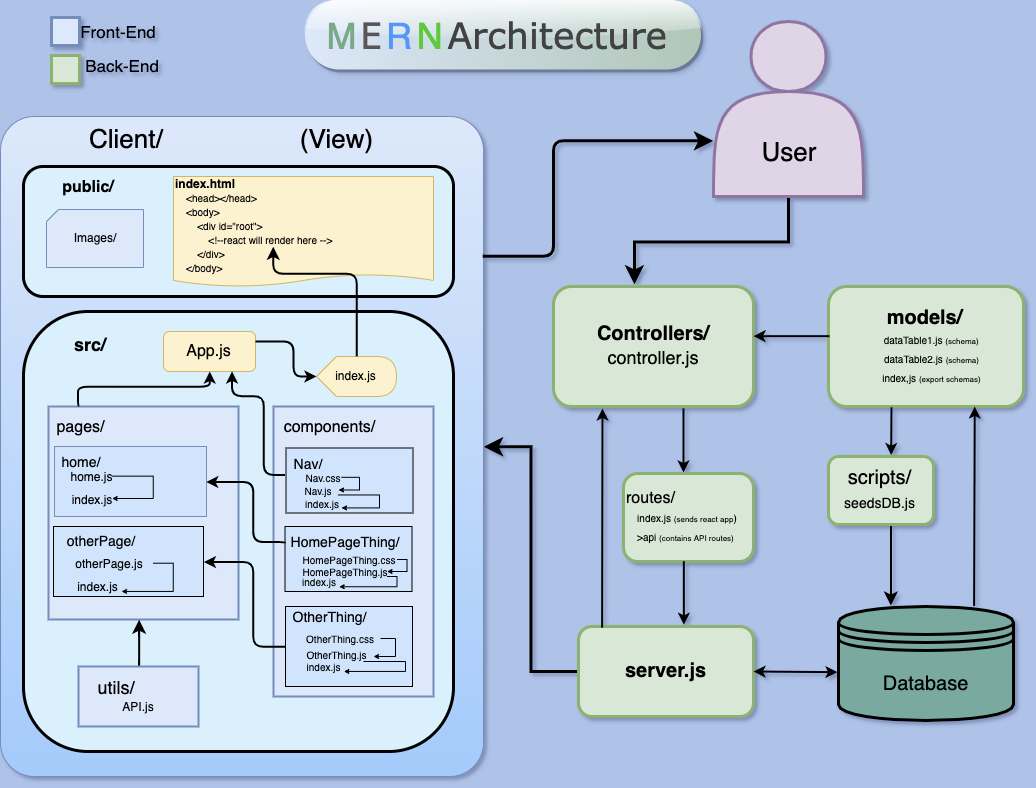 MERN Architecture
Front-End
Back-End
Client/
(View)
public/
Images/
index.html
<head></head>
<body>
<div id="root">
<!--react will render here -->
</div>
</body>
src/
App.js
index.js
pages/
home/
home.js
index.js
otherPage/
otherPage.js
index.js
utils/
API.js
components/
Nav/
Nav.css
Nav.js
index.js
HomePageThing/
HomePageThing.css
HomePageThing.js
index.js
OtherThing/
OtherThing.css
OtherThing.js
index.js
User
Controllers/
controller.js
models/
dataTable1.js (schema)
dataTable2.js (schema)
index,js (export schemas)
routes/
index.js (sends react app)
>api (contains API routes)
scripts/
seedsDB.js
server.js
Database